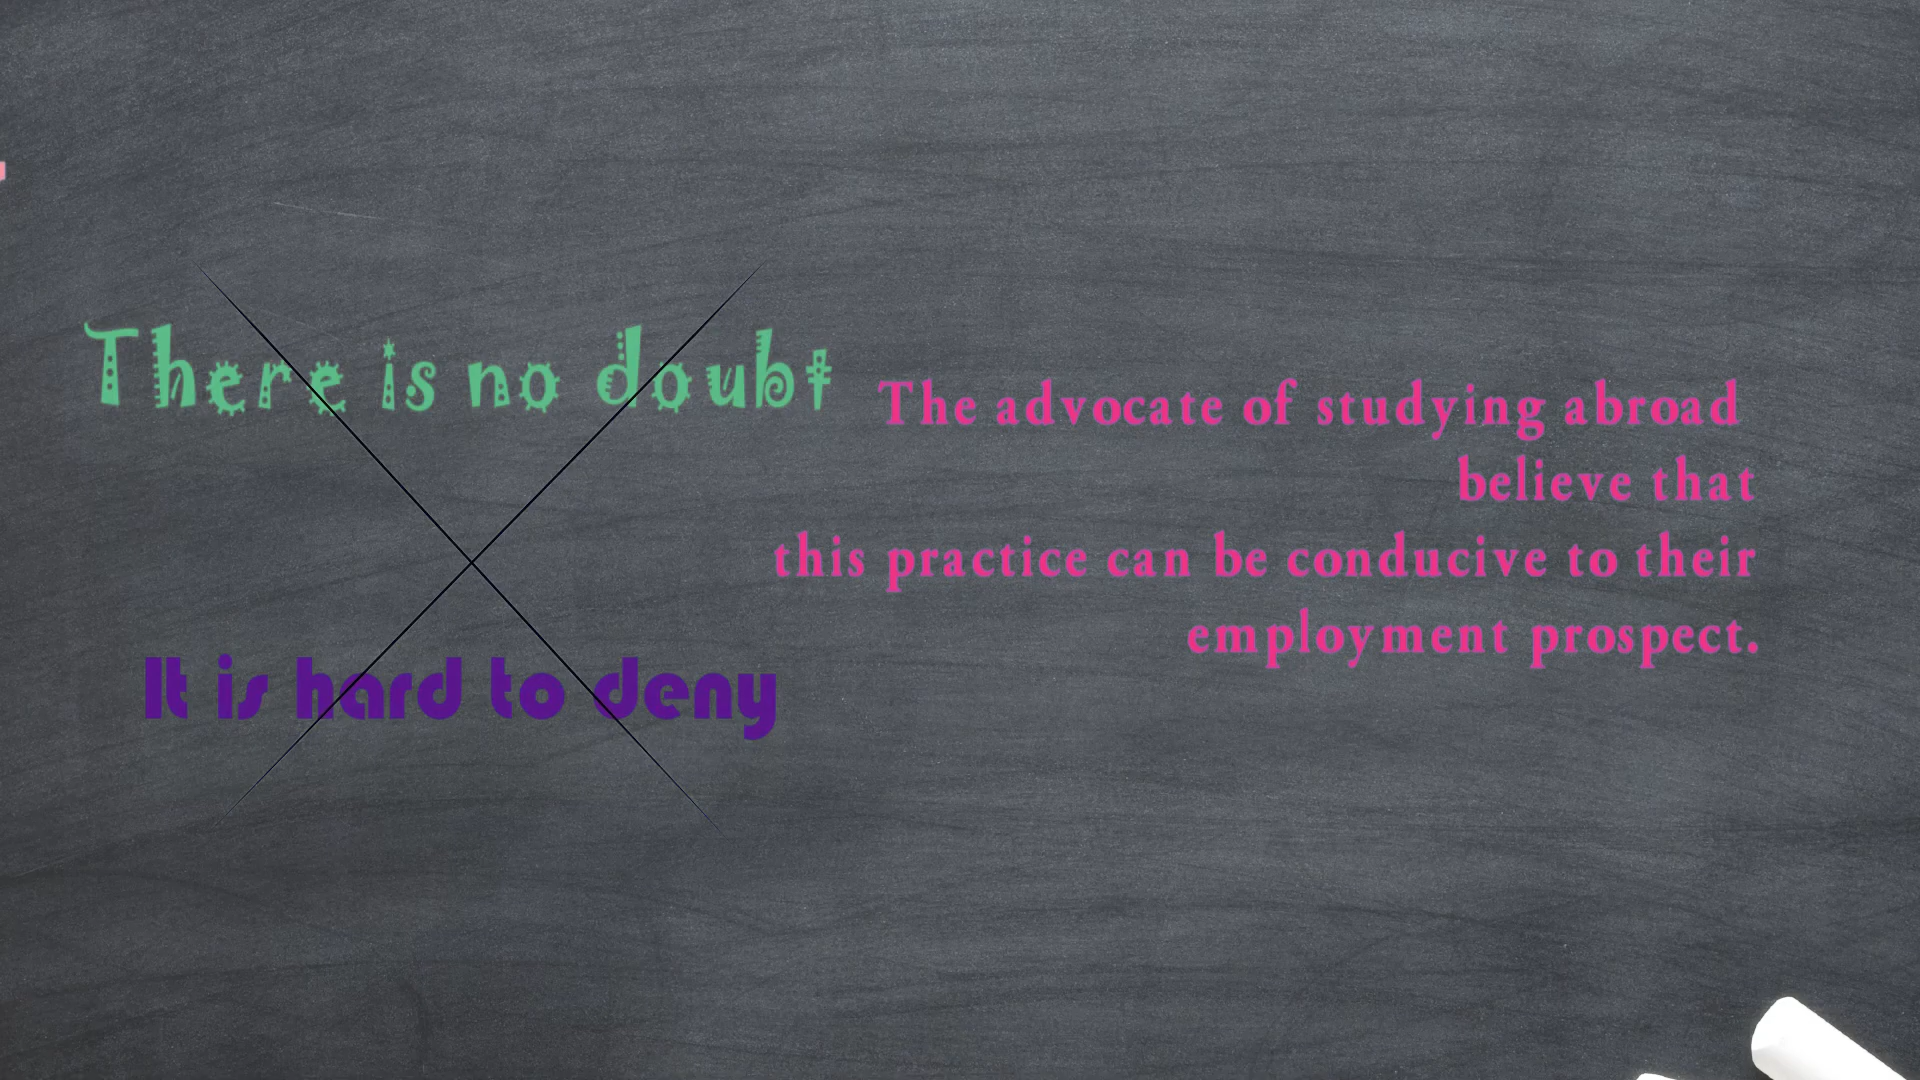 There is no doubt
It is hard to deny
The advocate of studying abroad
believe that
this practice can be conducive to their
employment prospect.